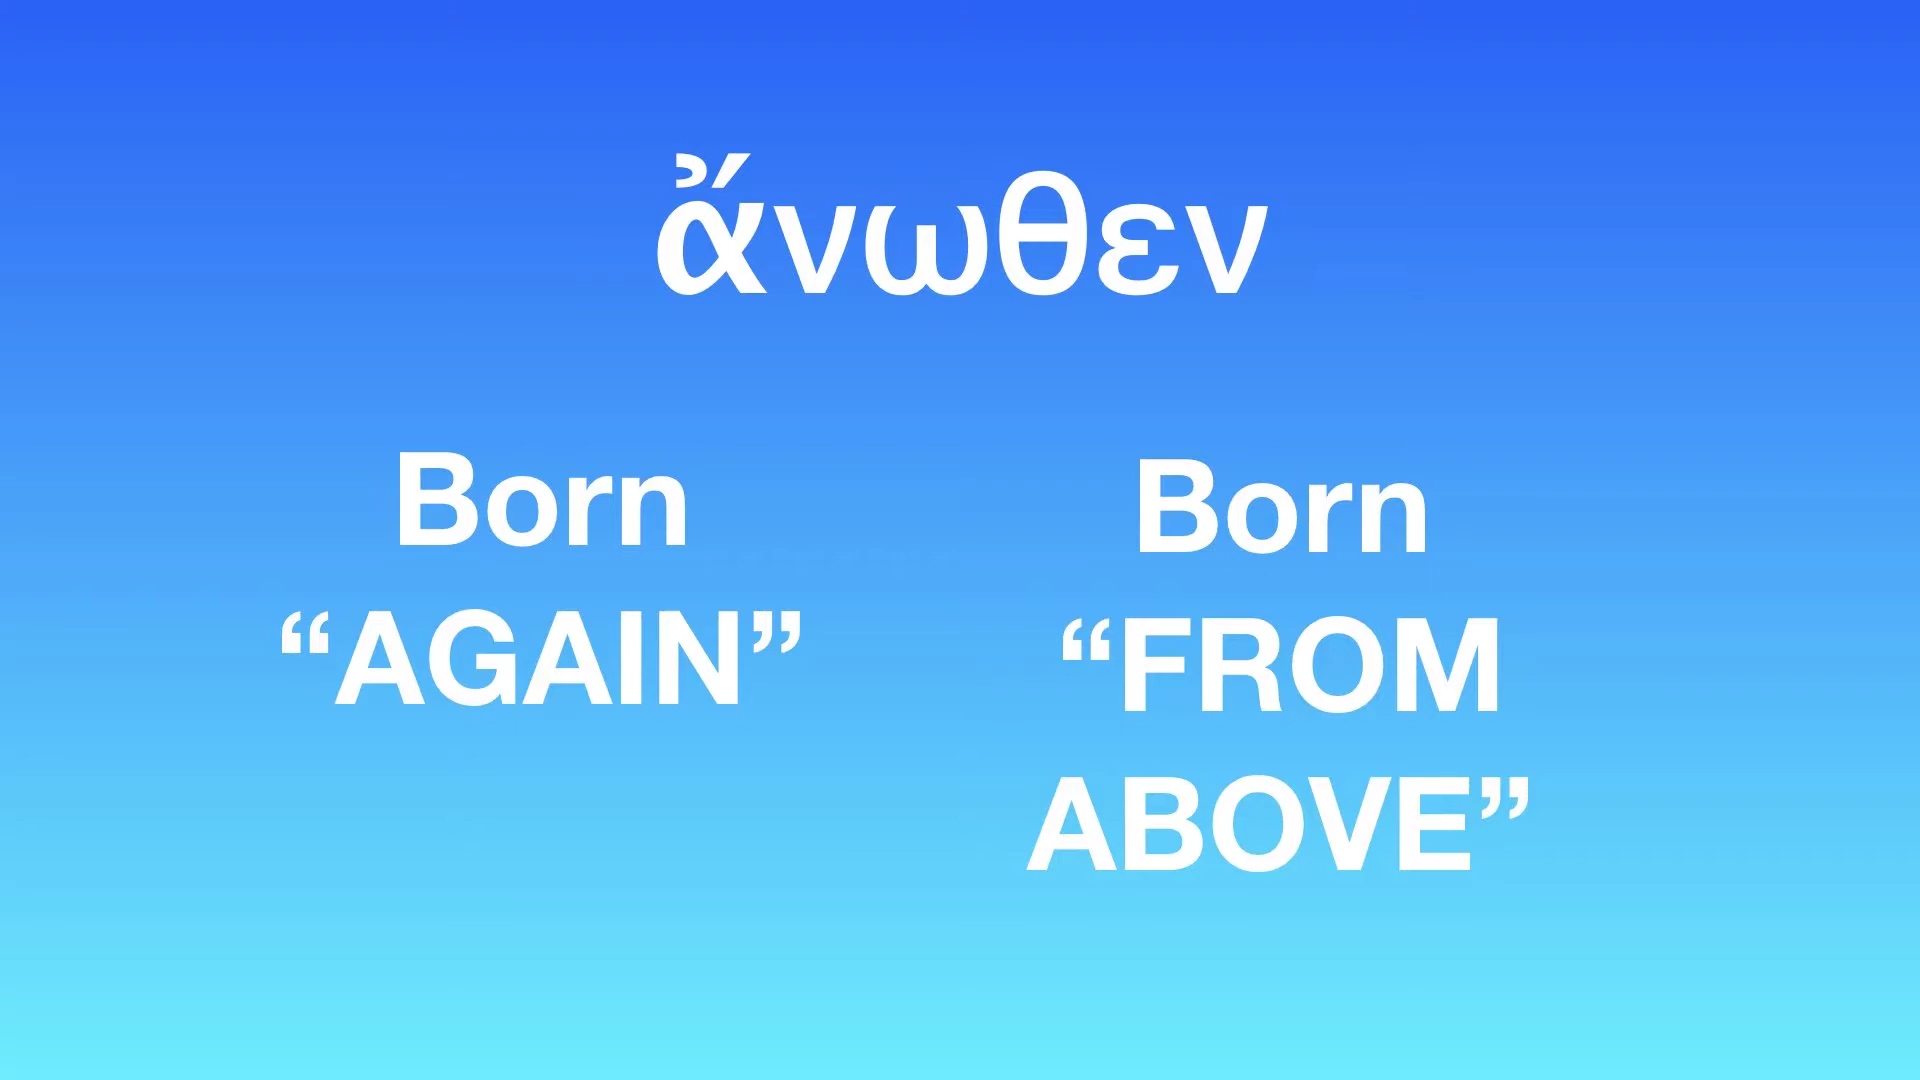 ἄνωθεν
Born
“AGAIN”
Born
“FROM
ABOVE”